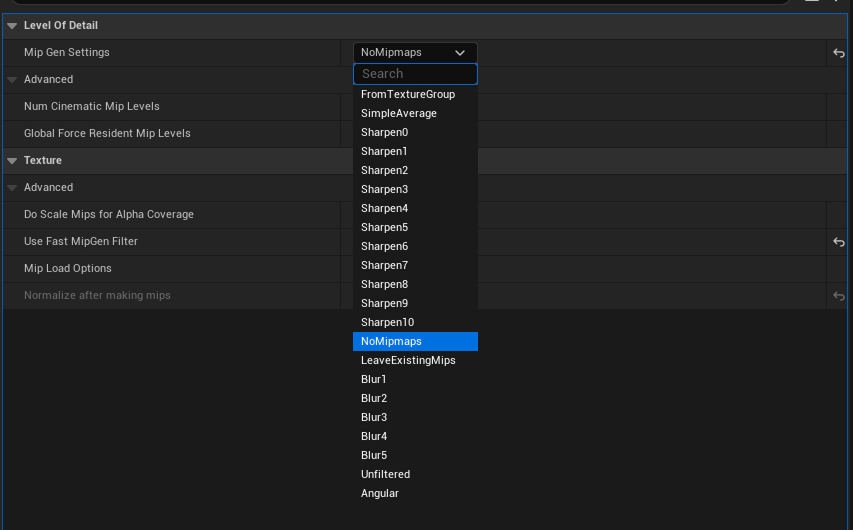 Level Of Detail
Mip Gen Settings
NoMipmaps
Search
Advanced
FromTextureGroup
Num Cinematic Mip Levels
SimpleAverage
Global Force Resident Mip Levels
Sharpen0
Sharpen1
Texture
Sharpen2
Advanced
Sharpen3
Do Scale Mips for Alpha Coverage
Sharpen4
Sharpen5
Use Fast MipGen Filter
Sharpen6
Mip Load Options
Sharpen7
Sharpen8
Normalize after making mips
Sharpen9
Sharpen10
NoMipmaps
LeaveExistingMips
Blur1
Blur2
Blur3
Blur4
Blur5
Unfiltered
Angular